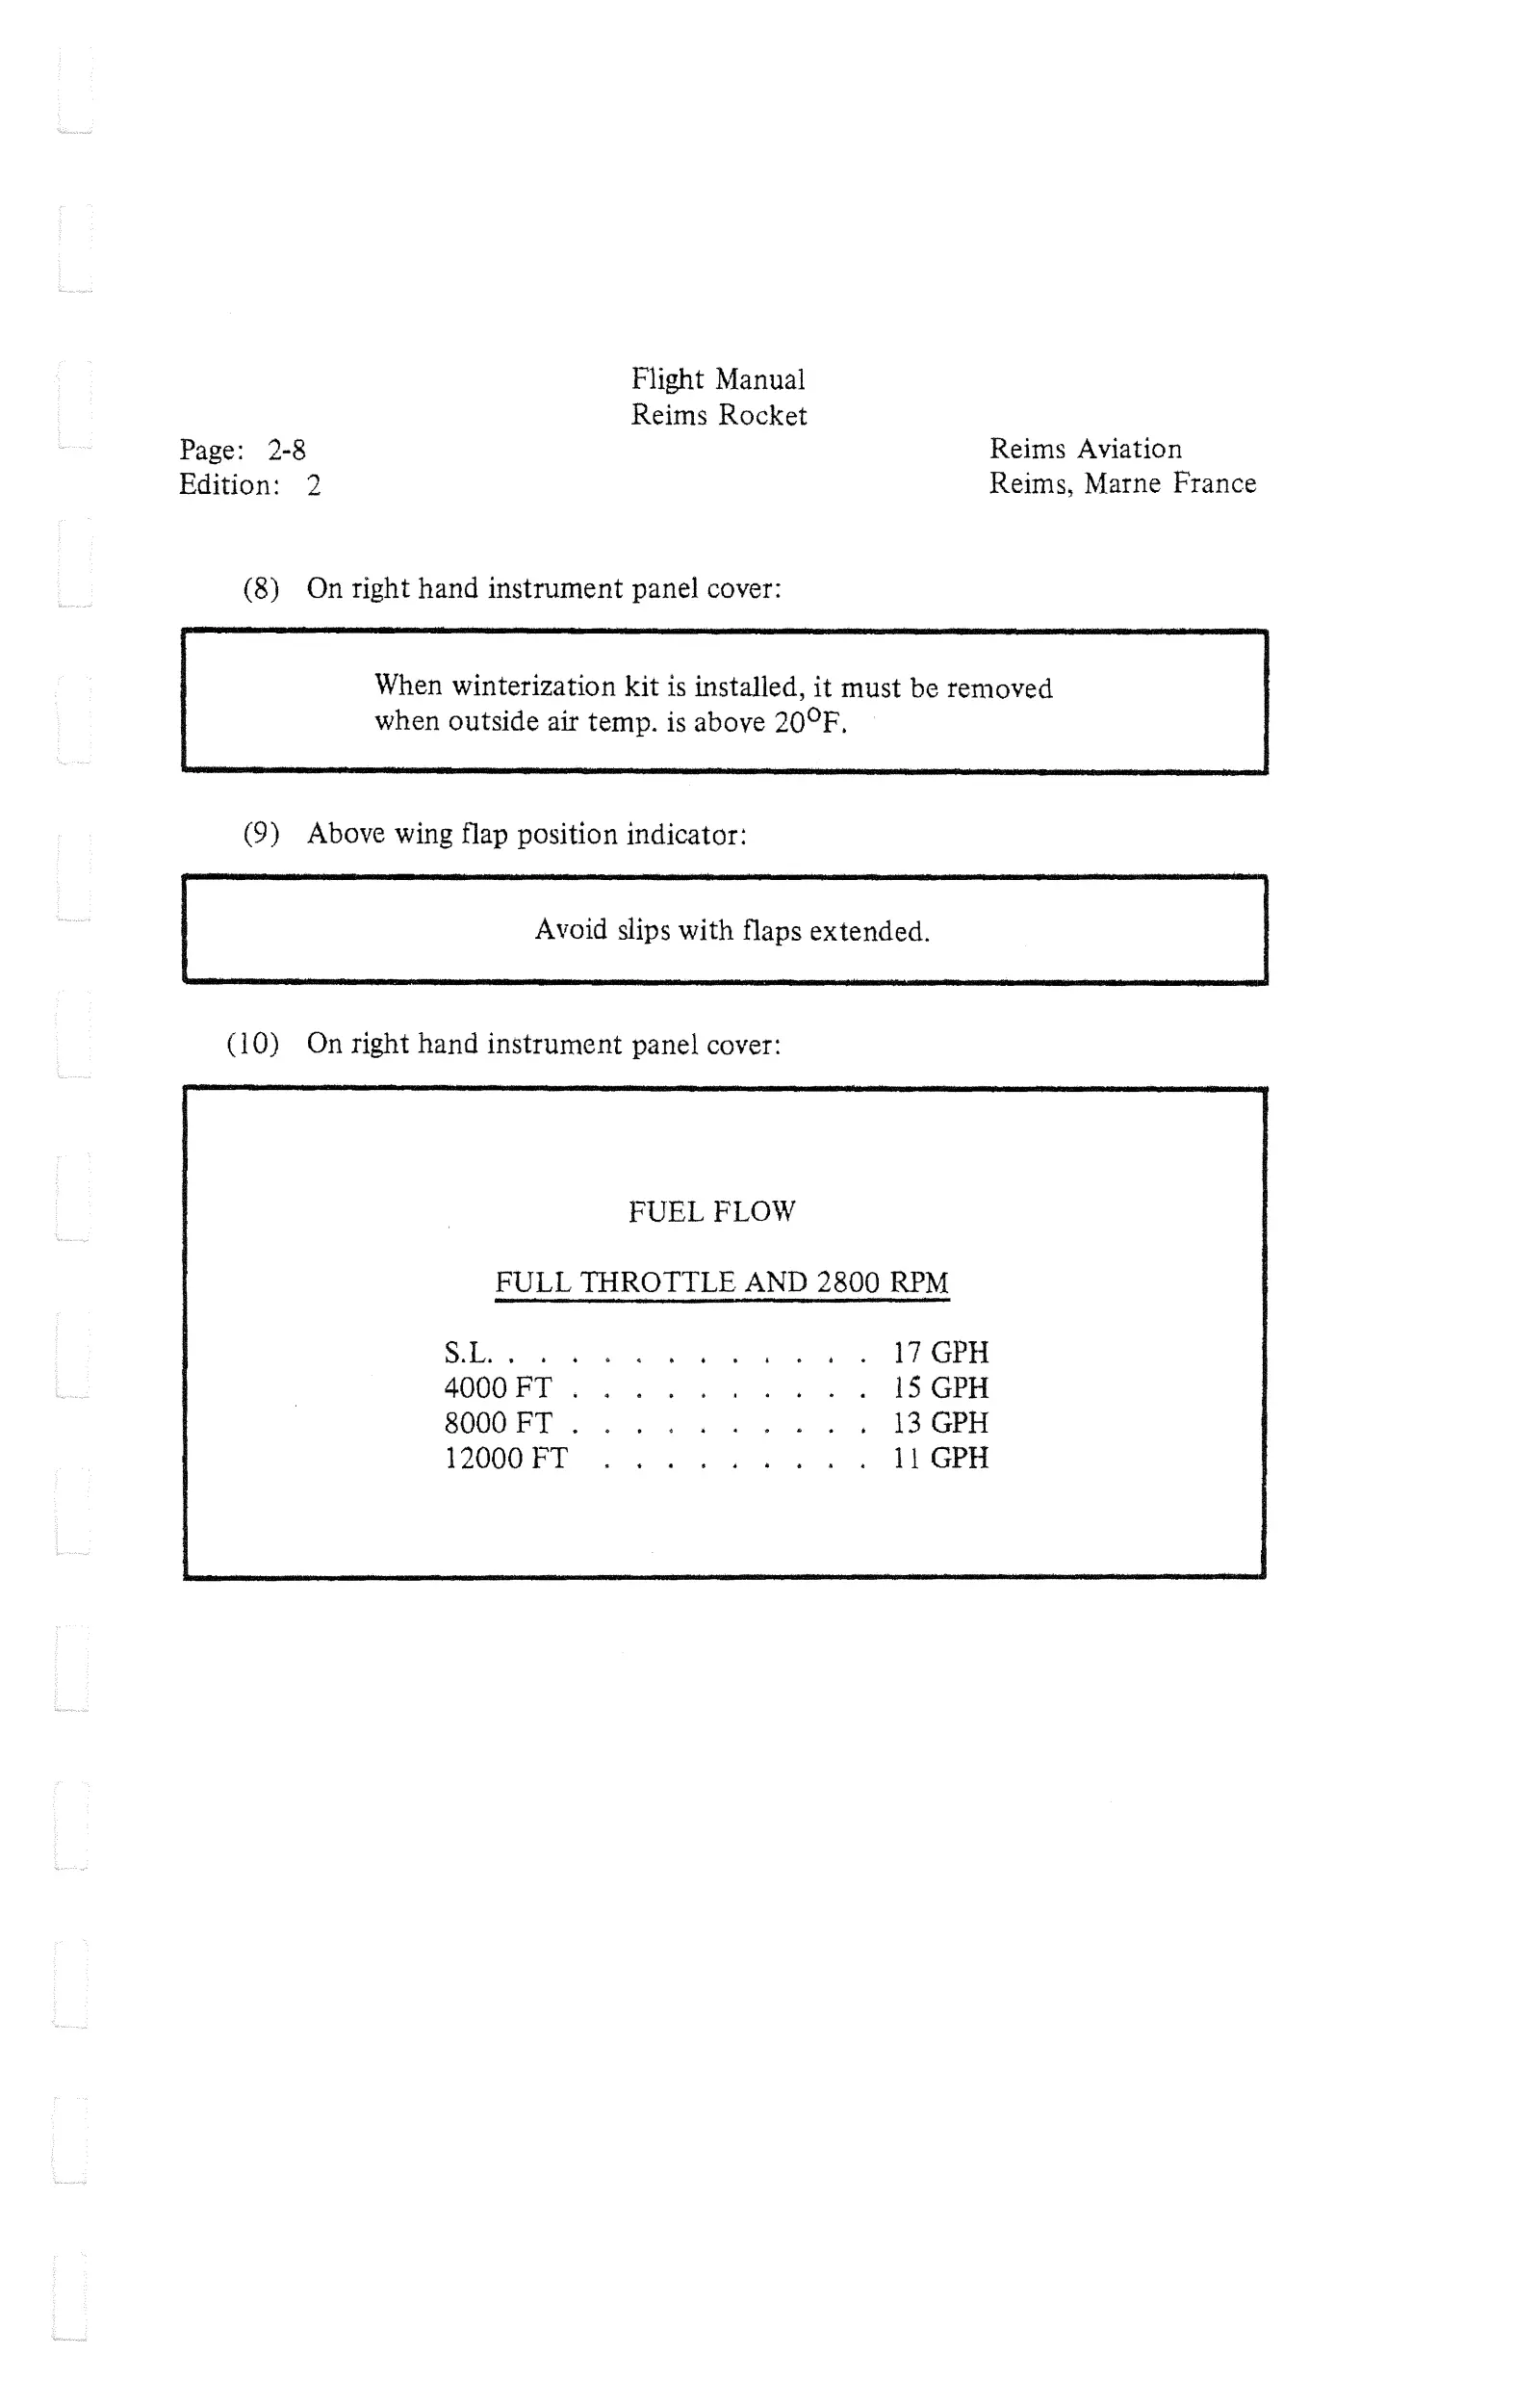 Flight Manual
Reims Rocket
Page: 2-8
Edition: 2
Reims Aviation
Reims, Marne France
(8) On right hand instrument panel cover:
When winterization kit is installed, it must be removed
when outside air temp. is above 20°F.
(9) Above wing flap position indicator:
Avoid slips with flaps extended.
(10) On right hand instrument panel cover:
FUEL FLOW
FULL THROTTLE AND 2800 RPM
S.L. . . . . . . . . . . . . 17 GPH
4000 FT . . . . . . . . . . 15 GPH
8000 FT . . . . . . . . . . 13 GPH
12000 FT . . . . . . . . . 11 GPH